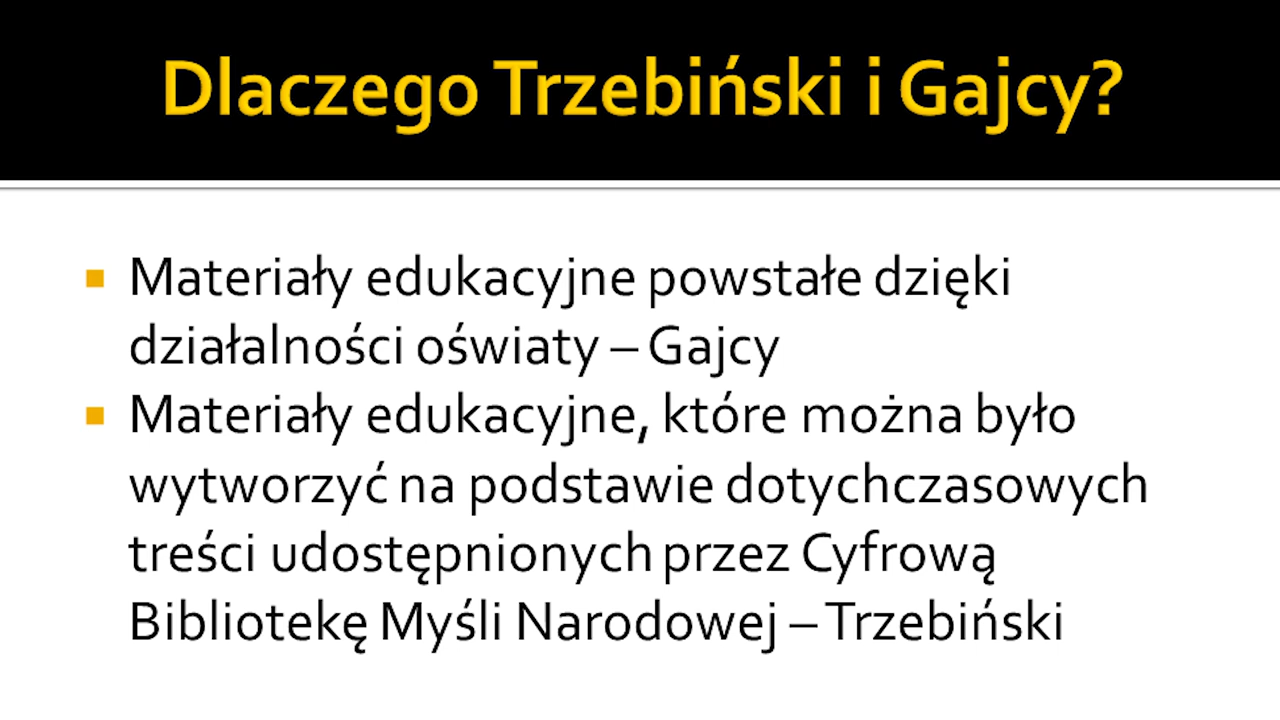 Dlaczego Trzebiński i Gajcy?
Materiały edukacyjne powstałe dzięki
działalności oświaty – Gajcy
Materiały edukacyjne, które można było
wytworzyć na podstawie dotychczasowych
treści udostępnionych przez Cyfrową
Bibliotekę Myśli Narodowej – Trzebiński